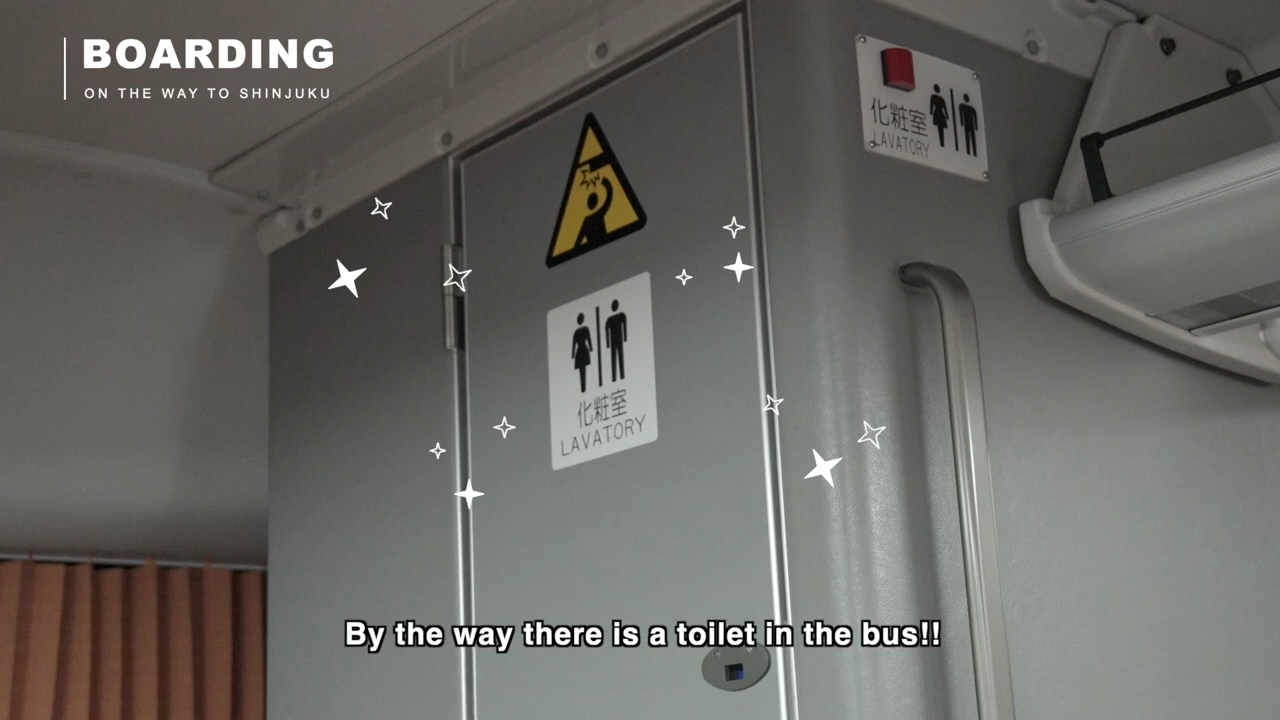 BOARDING
ON THE WAY TO SHINJUKU
化粧室
LAVATORY
化粧室
LAVATORY
By the way there is a toilet in the bus!!